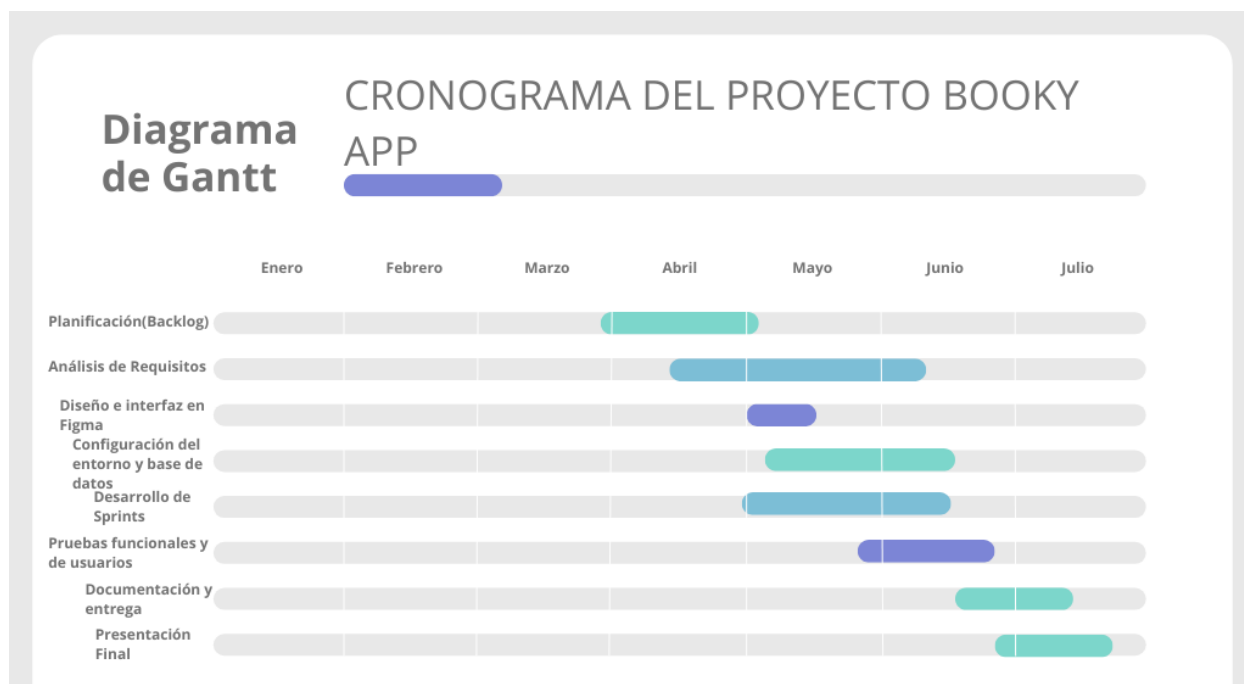 Diagrama
de Gantt
CRONOGRAMA DEL PROYECTO BOOKY
APP
Enero Febrero Marzo Abril Mayo Junio Julio
Planificación(Backlog)
Análisis de Requisitos
Diseño e interfaz en
Figma
Configuración del
entorno y base de
datos
Desarrollo de
Sprints
Pruebas funcionales y
de usuarios
Documentación y
entrega
Presentación
Final